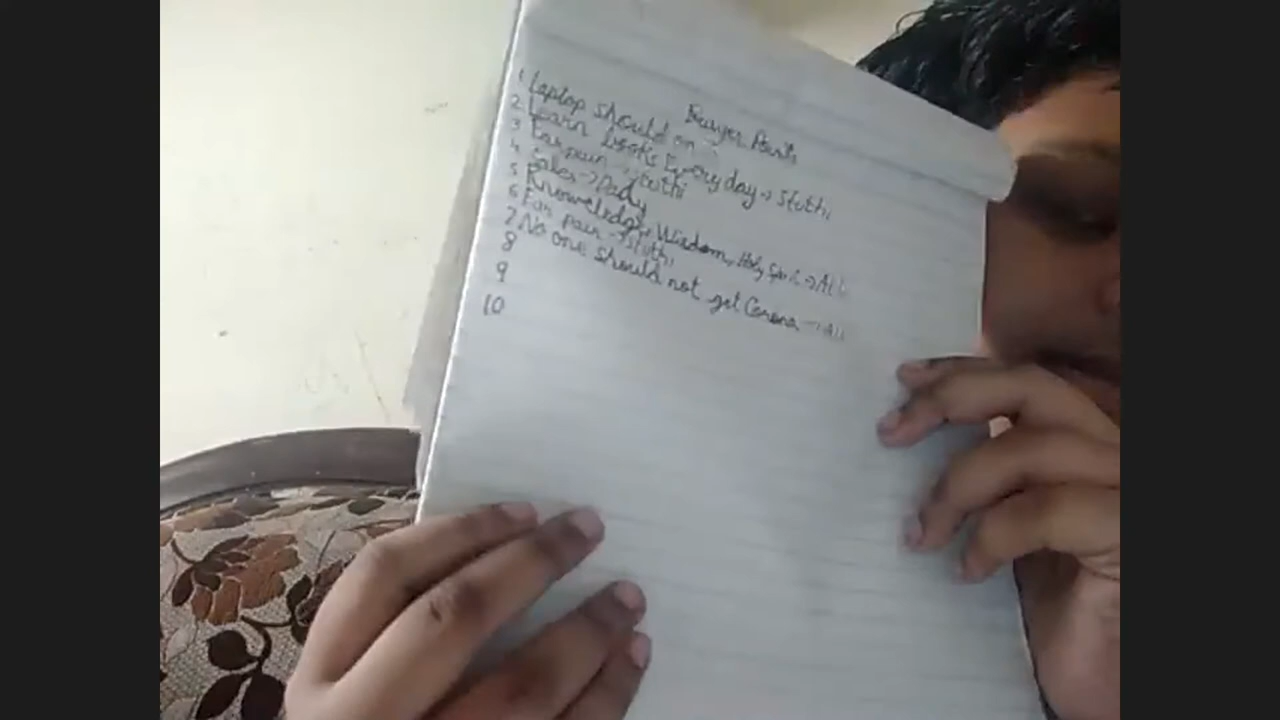 Prayer Points
1 Laptop should on
2 Learn books Every day → Stuthi
3 Ear pain → Stuthi
4 Sales → Dady
5 Knowledge, Wisdom, Holy → All
6 Ear pain → Stuthi
7 No one should not get Corona → All
8
9
10